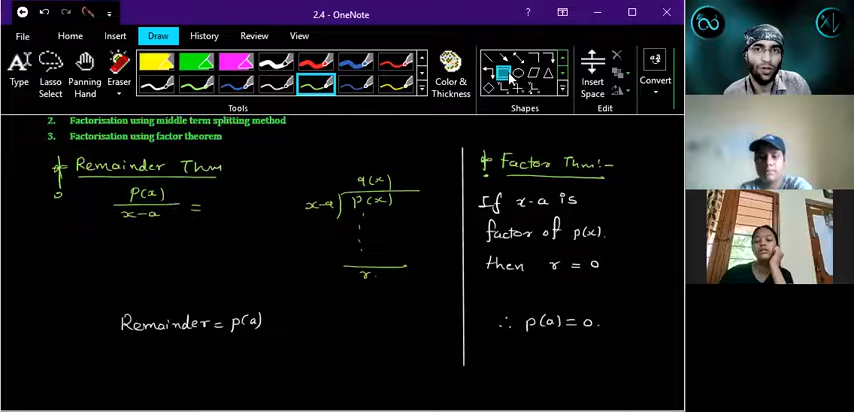 2.4 - OneNote
File
Home
Insert
Draw
History
Review
View
Type
Lasso
Select
Panning
Hand
Eraser
Color &
Thickness
Insert
Space
Convert
Tools
Shapes
Edit
2. Factorisation using middle term splitting method
3. Factorisation using factor theorem
Remainder Thm
p(x)
x-a
=
q(x)
x-a) p(x)
r.
Remainder = p(a)
Factor Thm:-
If x-a is
factor of p(x).
then r = 0
∴ p(a) = 0.